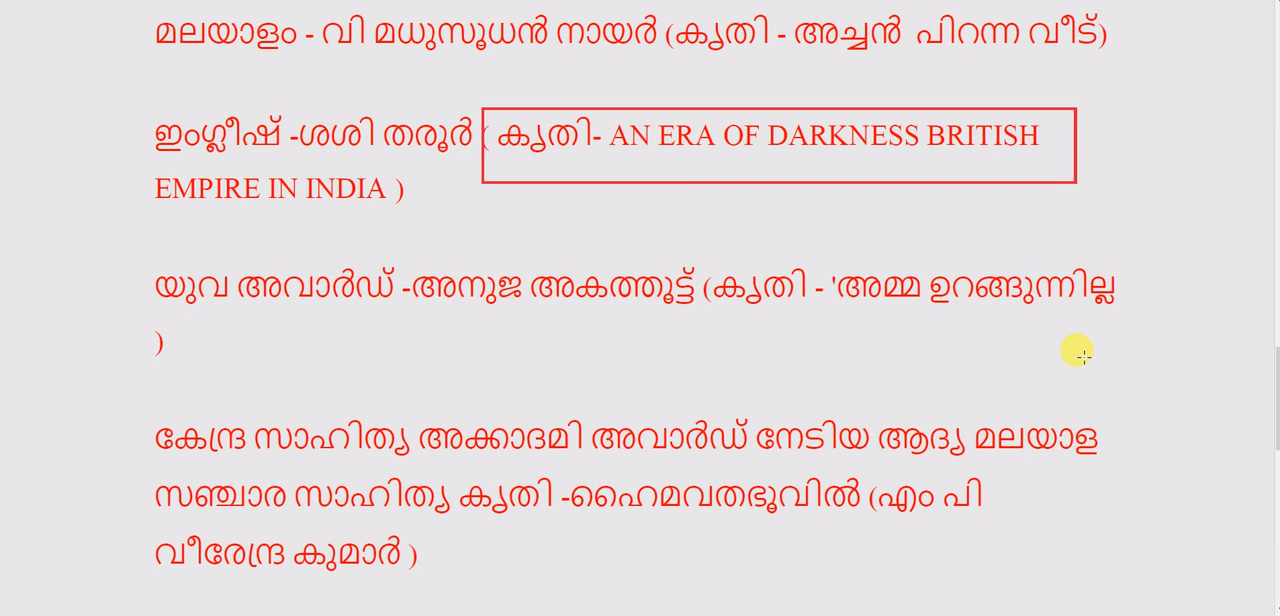 മലയാളം - വി മധുസൂധൻ നായർ (കൃതി - അച്ചൻ പിറന്ന വീട്)
ഇംഗ്ലീഷ് -ശശി തരൂർ ( കൃതി- AN ERA OF DARKNESS BRITISH
EMPIRE IN INDIA )
യുവ അവാർഡ് -അനുജ അകത്തൂട്ട് (കൃതി - 'അമ്മ ഉറങ്ങുന്നില്ല
)
കേന്ദ്ര സാഹിത്യ അക്കാദമി അവാർഡ് നേടിയ ആദ്യ മലയാള
സഞ്ചാര സാഹിത്യ കൃതി -ഹൈമവതഭൂവിൽ (എം പി
വീരേന്ദ്ര കുമാർ )